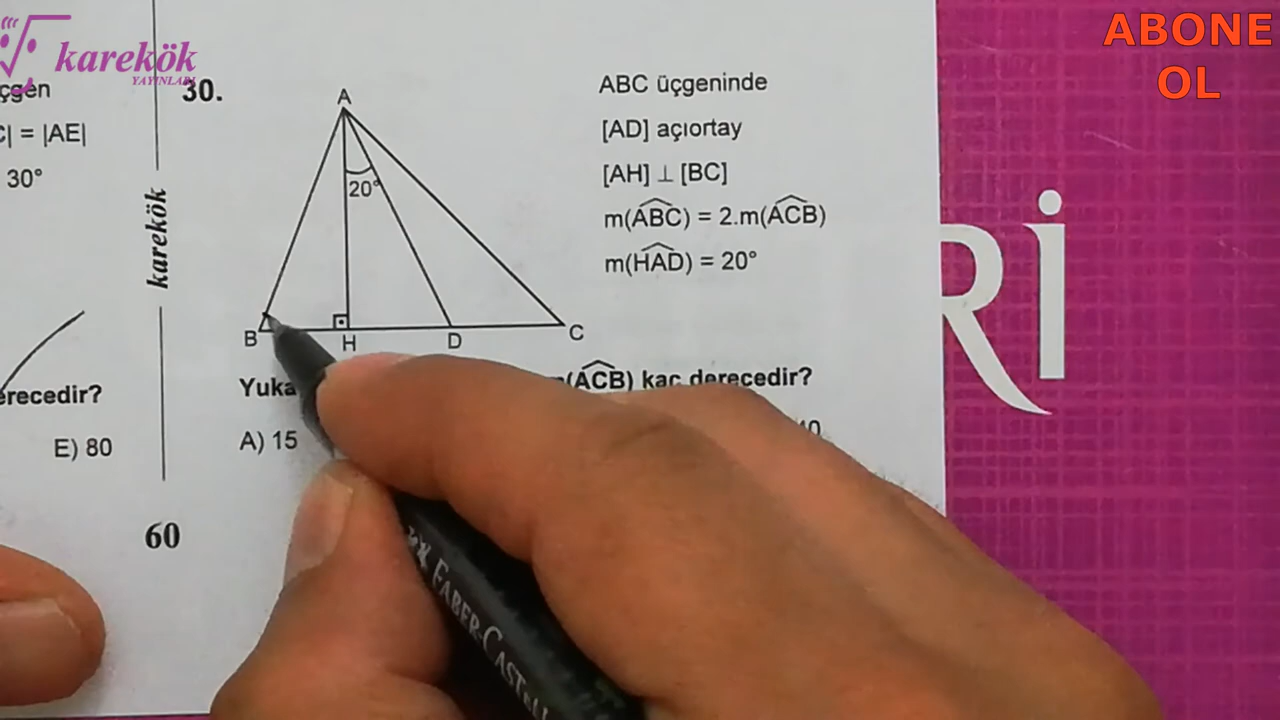 ABONE
OL
karekök
YAYINLARI
çgen
C| = |AE|
30°
karekök
erecedir?
E) 80
60
30.
A
20°
B
H
D
C
ABC üçgeninde
[AD] açıortay
[AH] ⊥ [BC]
m(ABC) = 2.m(ACB)
m(HAD) = 20°
Yuka m(ACB) kaç derecedir?
A) 15
Rİ
FABER-CASTELL